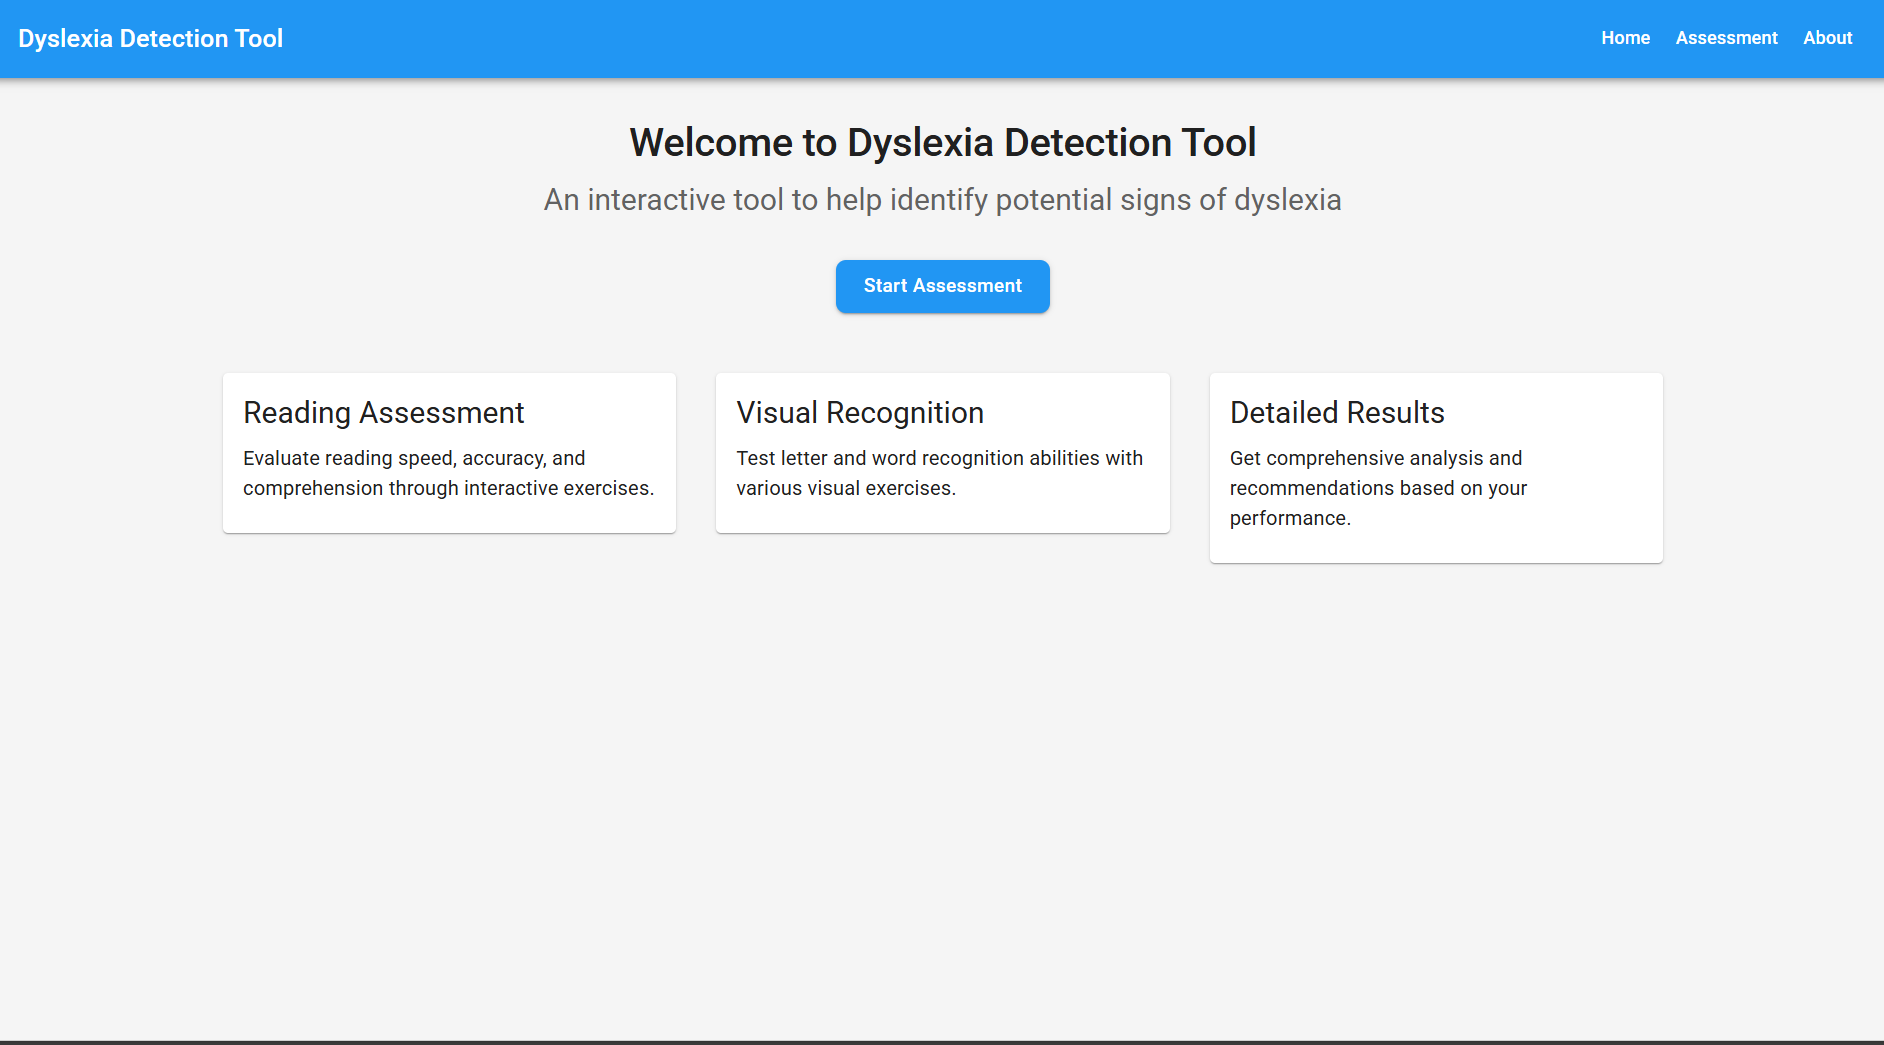 Dyslexia Detection Tool
Home Assessment About
Welcome to Dyslexia Detection Tool
An interactive tool to help identify potential signs of dyslexia
Start Assessment
Reading Assessment
Evaluate reading speed, accuracy, and
comprehension through interactive exercises.
Visual Recognition
Test letter and word recognition abilities with
various visual exercises.
Detailed Results
Get comprehensive analysis and
recommendations based on your
performance.